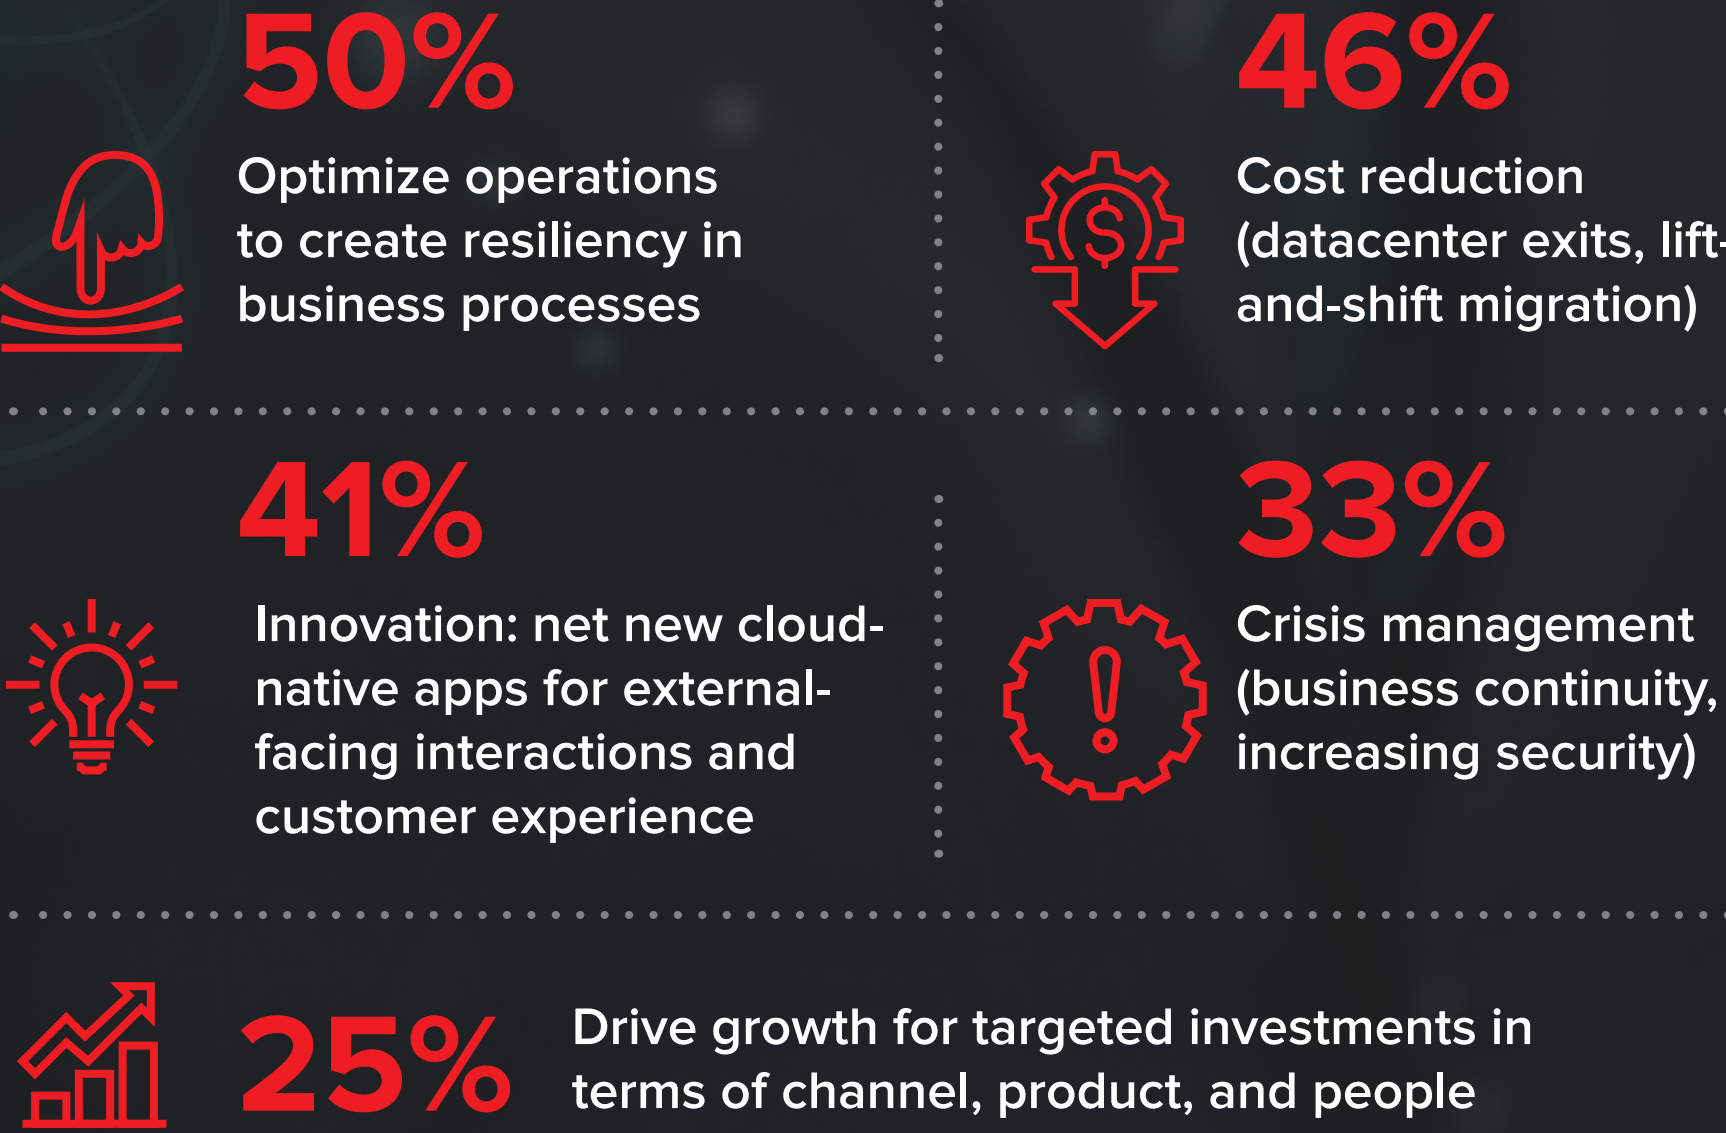 50%
Optimize operations
to create resiliency in
business processes
46%
Cost reduction
(datacenter exits, lift-
and-shift migration)
41%
Innovation: net new cloud-
native apps for external-
facing interactions and
customer experience
33%
Crisis management
(business continuity,
increasing security)
25%
Drive growth for targeted investments in
terms of channel, product, and people